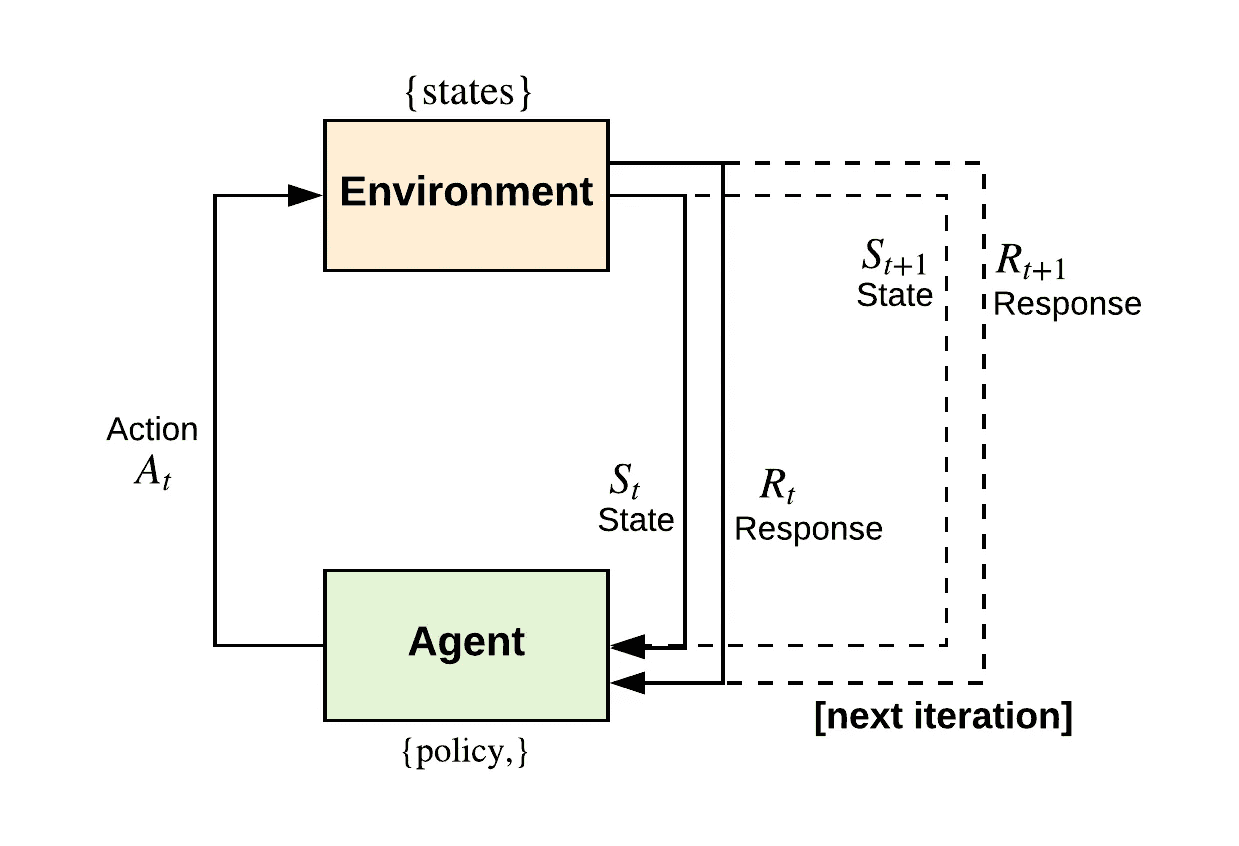 {states}
Environment
S_{t+1}
State
R_{t+1}
Response
Action
A_t
S_t
State
R_t
Response
Agent
[next iteration]
{policy,}